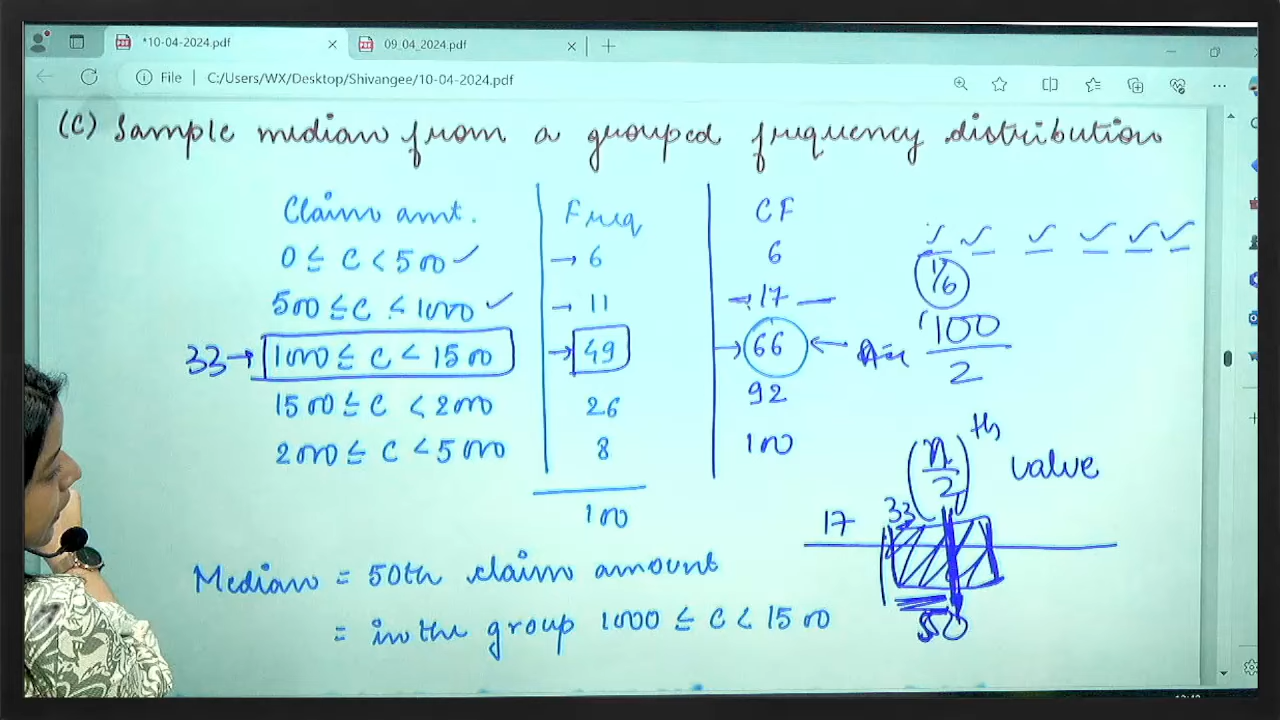 *10-04-2024.pdf
09_04_2024.pdf
File C:/Users/WX/Desktop/Shivangee/10-04-2024.pdf
(C) Sample median from a grouped frequency distribution
Claim amt. Freq CF
0 ≤ C < 500 ✓ → 6 6
500 ≤ C < 1000 ✓ → 11 17
33 → 1000 ≤ C < 1500 → 49 → 66 ←
1500 ≤ C < 2000 26 92
2000 ≤ C < 5000 8 100
100
100
2
(n/2)th value
17 33
50
Median = 50th claim amount
= in the group 1000 ≤ C < 1500